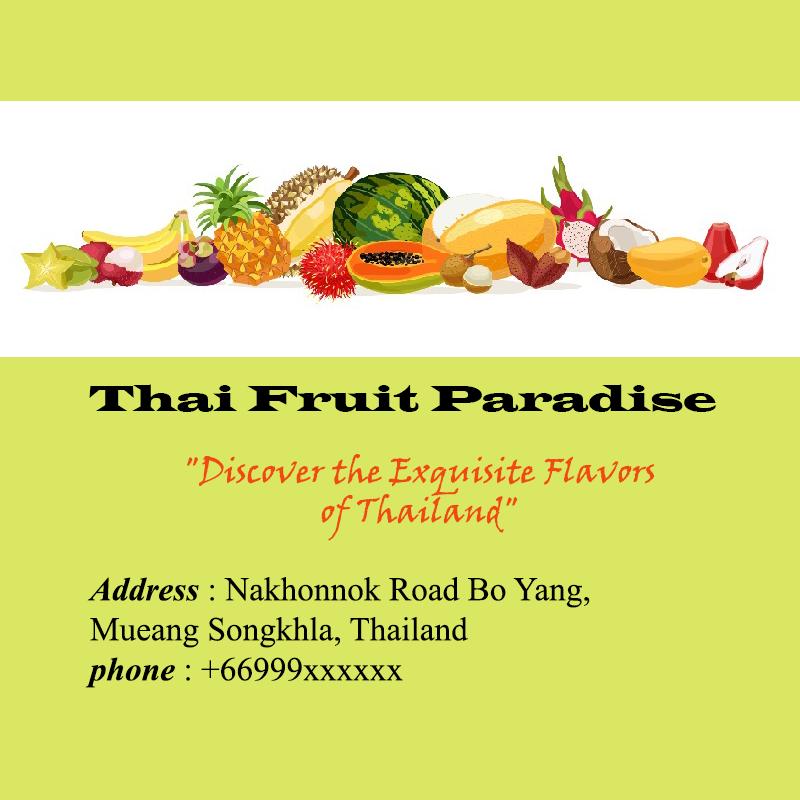 Thai Fruit Paradise
"Discover the Exquisite Flavors
of Thailand"
Address : Nakhonnok Road Bo Yang,
Mueang Songkhla, Thailand
phone : +66999xxxxxx